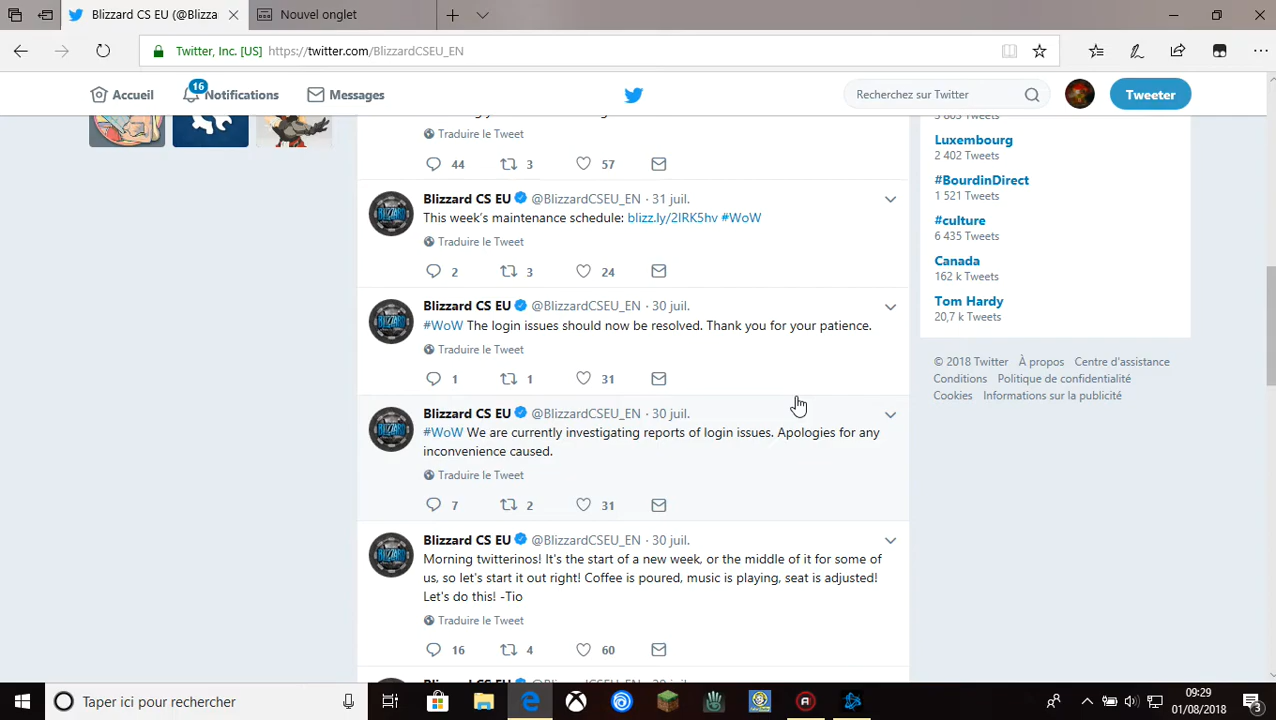 Blizzard CS EU (@Blizza
Nouvel onglet
Twitter, Inc. [US] https://twitter.com/BlizzardCSEU_EN
16
Accueil Notifications Messages
Recherchez sur Twitter
Tweeter
Traduire le Tweet
44 3 57
Blizzard CS EU @BlizzardCSEU_EN · 31 juil.
This week's maintenance schedule: blizz.ly/2IRK5hv #WoW
Traduire le Tweet
2 3 24
Blizzard CS EU @BlizzardCSEU_EN · 30 juil.
#WoW The login issues should now be resolved. Thank you for your patience.
Traduire le Tweet
1 1 31
Blizzard CS EU @BlizzardCSEU_EN · 30 juil.
#WoW We are currently investigating reports of login issues. Apologies for any
inconvenience caused.
Traduire le Tweet
7 2 31
Blizzard CS EU @BlizzardCSEU_EN · 30 juil.
Morning twitterinos! It's the start of a new week, or the middle of it for some of
us, so let's start it out right! Coffee is poured, music is playing, seat is adjusted!
Let's do this! -Tio
Traduire le Tweet
16 4 60
Tweets
Luxembourg
2 402 Tweets
#BourdinDirect
1 521 Tweets
#culture
6 435 Tweets
Canada
162 k Tweets
Tom Hardy
20,7 k Tweets
© 2018 Twitter À propos Centre d'assistance
Conditions Politique de confidentialité
Cookies Informations sur la publicité
Taper ici pour rechercher
09:29
01/08/2018
3